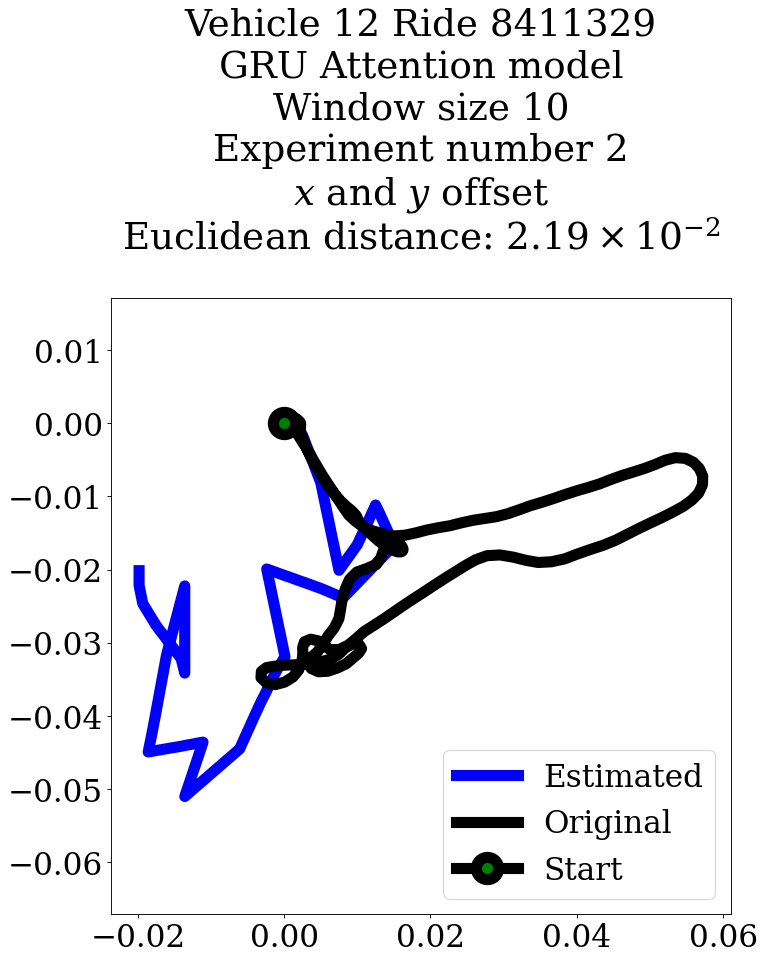 Vehicle 12 Ride 8411329
GRU Attention model
Window size 10
Experiment number 2
x and y offset
Euclidean distance: 2.19 × 10⁻²
0.01
0.00
−0.01
−0.02
−0.03
−0.04
−0.05
−0.06
Estimated
Original
Start
−0.02 0.00 0.02 0.04 0.06